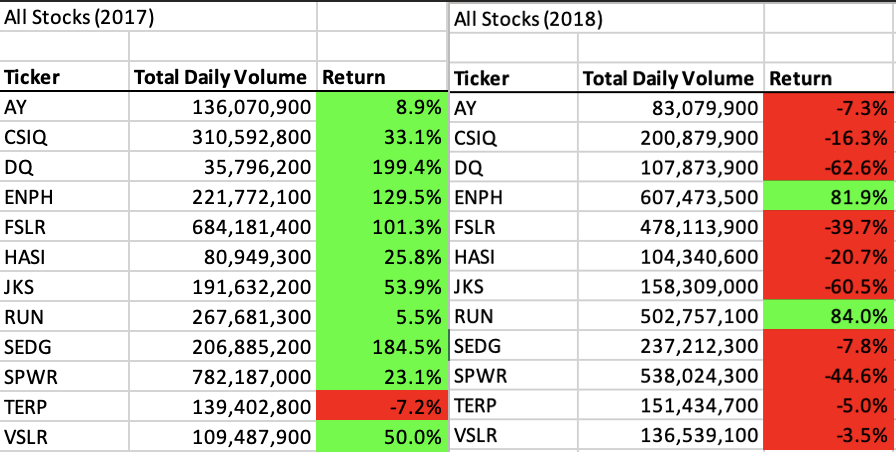 All Stocks (2017)
Ticker Total Daily Volume Return
AY 136,070,900 8.9%
CSIQ 310,592,800 33.1%
DQ 35,796,200 199.4%
ENPH 221,772,100 129.5%
FSLR 684,181,400 101.3%
HASI 80,949,300 25.8%
JKS 191,632,200 53.9%
RUN 267,681,300 5.5%
SEDG 206,885,200 184.5%
SPWR 782,187,000 23.1%
TERP 139,402,800 -7.2%
VSLR 109,487,900 50.0%
All Stocks (2018)
Ticker Total Daily Volume Return
AY 83,079,900 -7.3%
CSIQ 200,879,900 -16.3%
DQ 107,873,900 -62.6%
ENPH 607,473,500 81.9%
FSLR 478,113,900 -39.7%
HASI 104,340,600 -20.7%
JKS 158,309,000 -60.5%
RUN 502,757,100 84.0%
SEDG 237,212,300 -7.8%
SPWR 538,024,300 -44.6%
TERP 151,434,700 -5.0%
VSLR 136,539,100 -3.5%